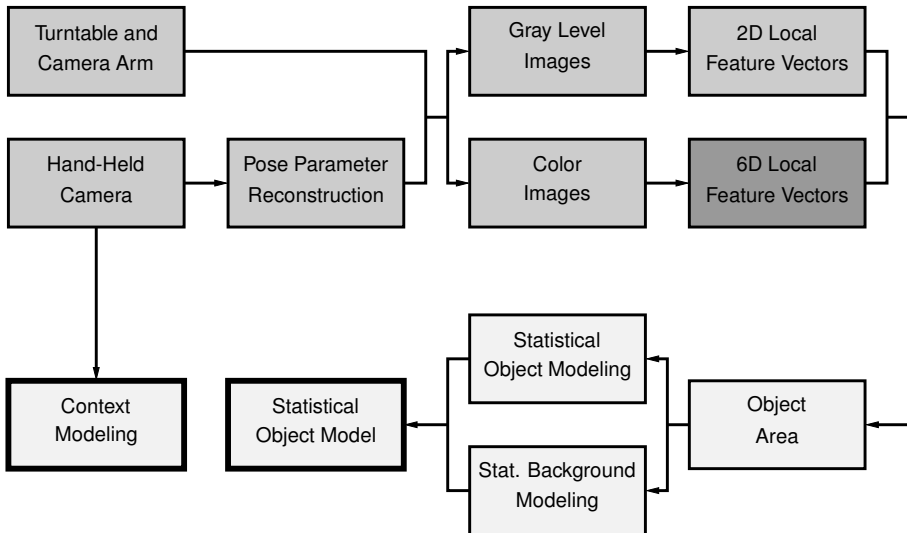 Turntable and
Camera Arm
Gray Level
Images
2D Local
Feature Vectors
Hand-Held
Camera
Pose Parameter
Reconstruction
Color
Images
6D Local
Feature Vectors
Statistical
Object Modeling
Context
Modeling
Statistical
Object Model
Object
Area
Stat. Background
Modeling